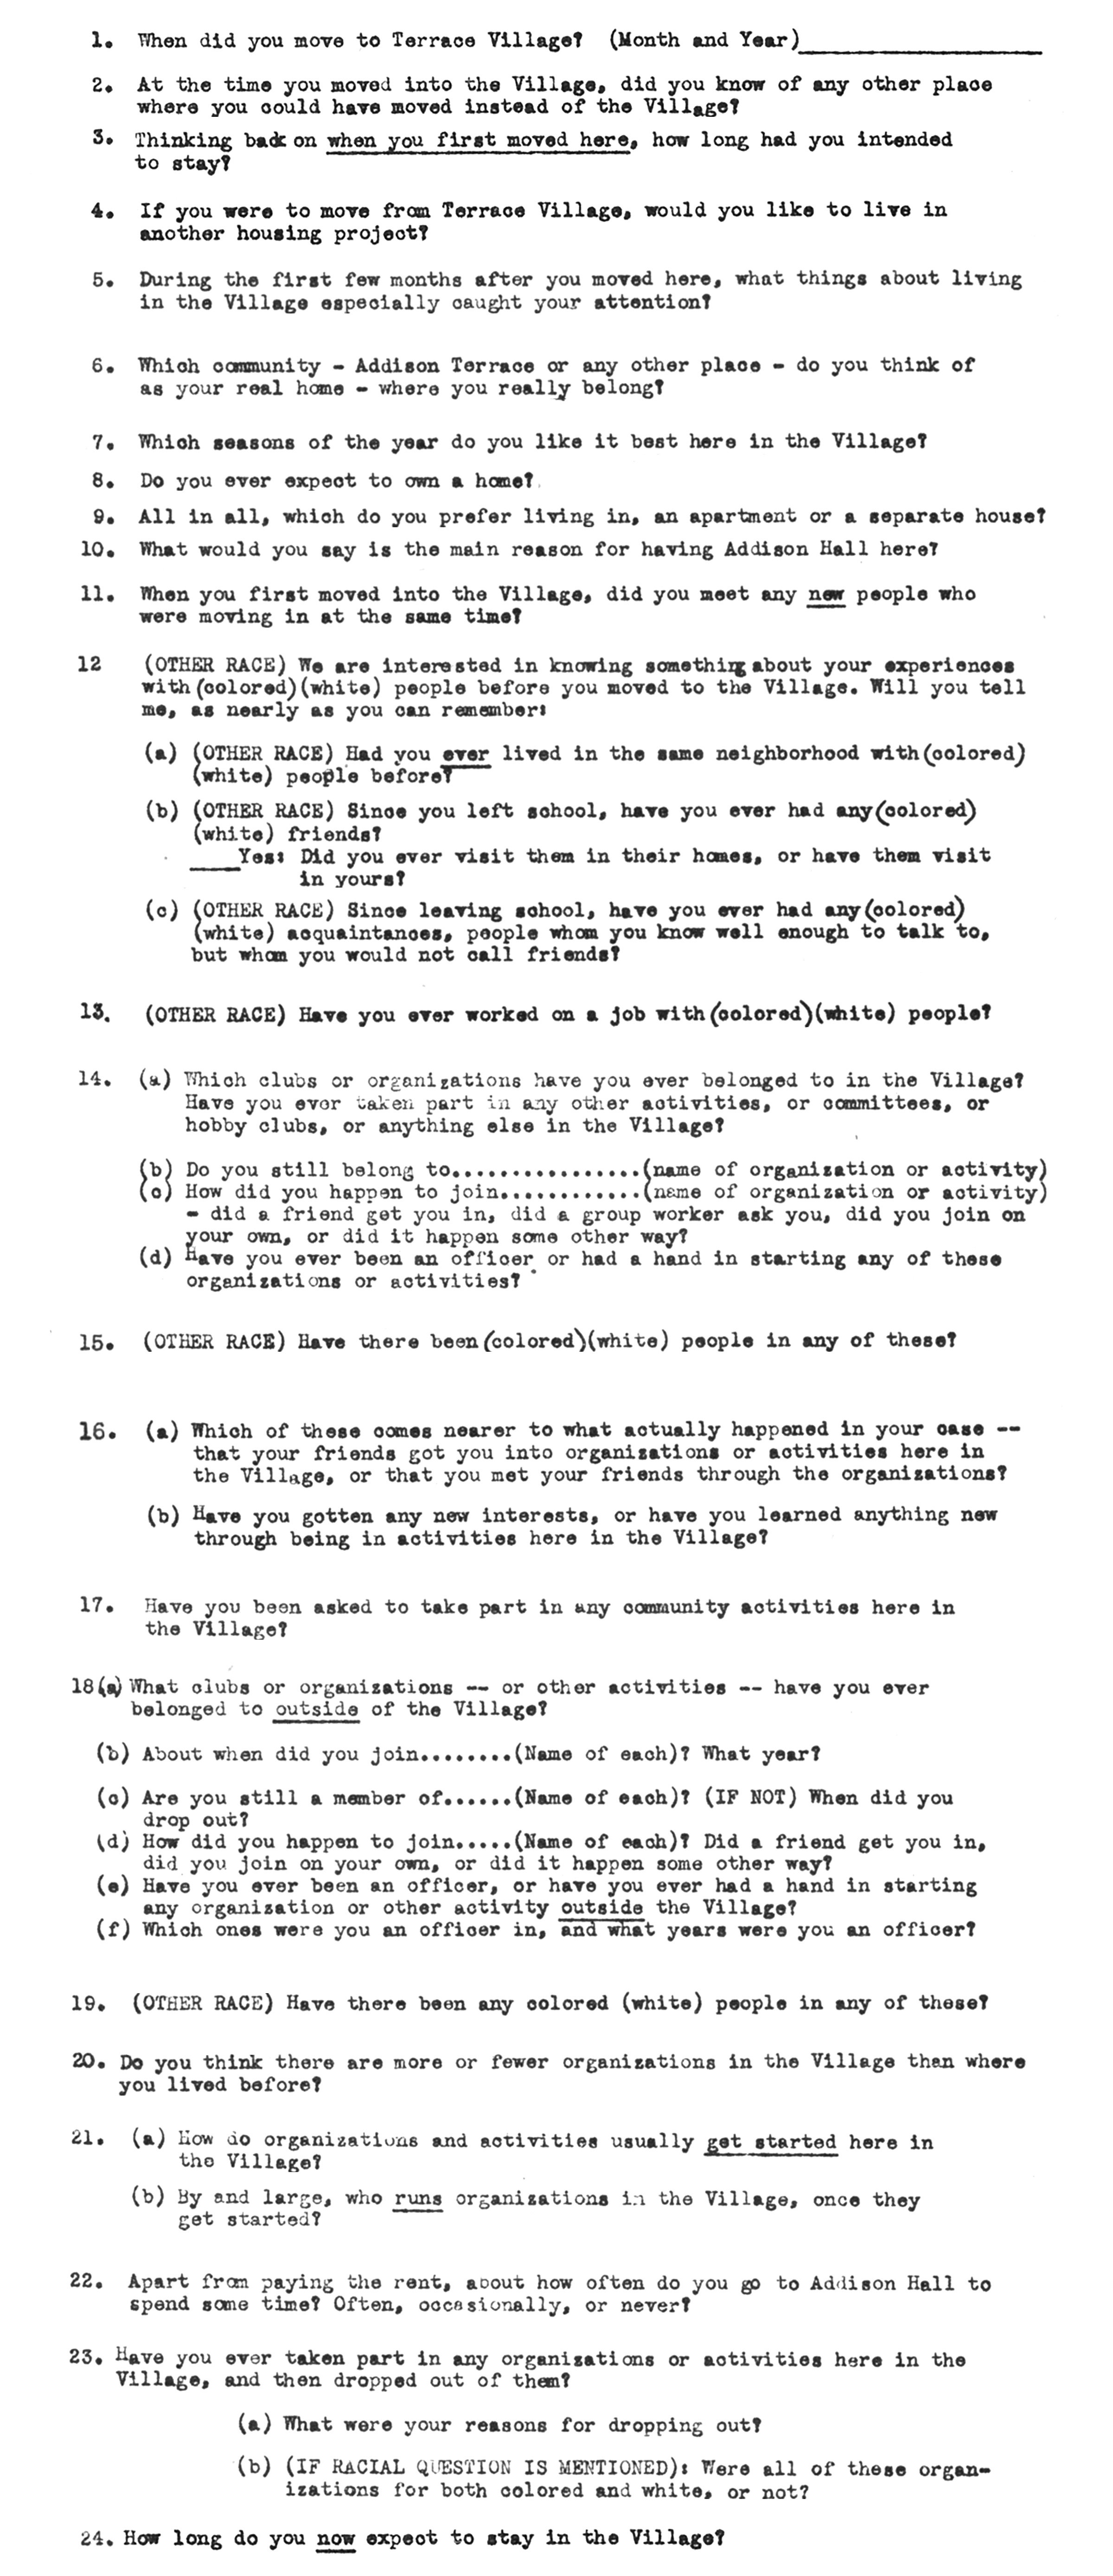 1. When did you move to Terrace Village? (Month and Year)____________________
2. At the time you moved into the Village, did you know of any other place
where you could have moved instead of the Village?
3. Thinking back on when you first moved here, how long had you intended
to stay?
4. If you were to move from Terrace Village, would you like to live in
another housing project?
5. During the first few months after you moved here, what things about living
in the Village especially caught your attention?
6. Which community - Addison Terrace or any other place - do you think of
as your real home - where you really belong?
7. Which seasons of the year do you like it best here in the Village?
8. Do you ever expect to own a home?
9. All in all, which do you prefer living in, an apartment or a separate house?
10. What would you say is the main reason for having Addison Hall here?
11. When you first moved into the Village, did you meet any new people who
were moving in at the same time?
12 (OTHER RACE) We are interested in knowing something about your experiences
with (colored)(white) people before you moved to the Village. Will you tell
me, as nearly as you can remember:
(a) (OTHER RACE) Had you ever lived in the same neighborhood with (colored)
(white) people before?
(b) (OTHER RACE) Since you left school, have you ever had any (colored)
(white) friends?
____Yes: Did you ever visit them in their homes, or have them visit
in yours?
(c) (OTHER RACE) Since leaving school, have you ever had any (colored)
(white) acquaintances, people whom you know well enough to talk to,
but whom you would not call friends?
13. (OTHER RACE) Have you ever worked on a job with (colored)(white) people?
14. (a) Which clubs or organizations have you ever belonged to in the Village?
Have you ever taken part in any other activities, or committees, or
hobby clubs, or anything else in the Village?
(b) Do you still belong to.................(name of organization or activity)
(c) How did you happen to join............(name of organization or activity)
- did a friend get you in, did a group worker ask you, did you join on
your own, or did it happen some other way?
(d) Have you ever been an officer or had a hand in starting any of these
organizations or activities?
15. (OTHER RACE) Have there been (colored)(white) people in any of these?
16. (a) Which of these comes nearer to what actually happened in your case --
that your friends got you into organizations or activities here in
the Village, or that you met your friends through the organizations?
(b) Have you gotten any new interests, or have you learned anything new
through being in activities here in the Village?
17. Have you been asked to take part in any community activities here in
the Village?
18(a) What clubs or organizations -- or other activities -- have you ever
belonged to outside of the Village?
(b) About when did you join........(Name of each)? What year?
(c) Are you still a member of......(Name of each)? (IF NOT) When did you
drop out?
(d) How did you happen to join.....(Name of each)? Did a friend get you in,
did you join on your own, or did it happen some other way?
(e) Have you ever been an officer, or have you ever had a hand in starting
any organization or other activity outside the Village?
(f) Which ones were you an officer in, and what years were you an officer?
19. (OTHER RACE) Have there been any colored (white) people in any of these?
20. Do you think there are more or fewer organizations in the Village than where
you lived before?
21. (a) How do organizations and activities usually get started here in
the Village?
(b) By and large, who runs organizations in the Village, once they
get started?
22. Apart from paying the rent, about how often do you go to Addison Hall to
spend some time? Often, occasionally, or never?
23. Have you ever taken part in any organizations or activities here in the
Village, and then dropped out of them?
(a) What were your reasons for dropping out?
(b) (IF RACIAL QUESTION IS MENTIONED): Were all of these organ-
izations for both colored and white, or not?
24. How long do you now expect to stay in the Village?